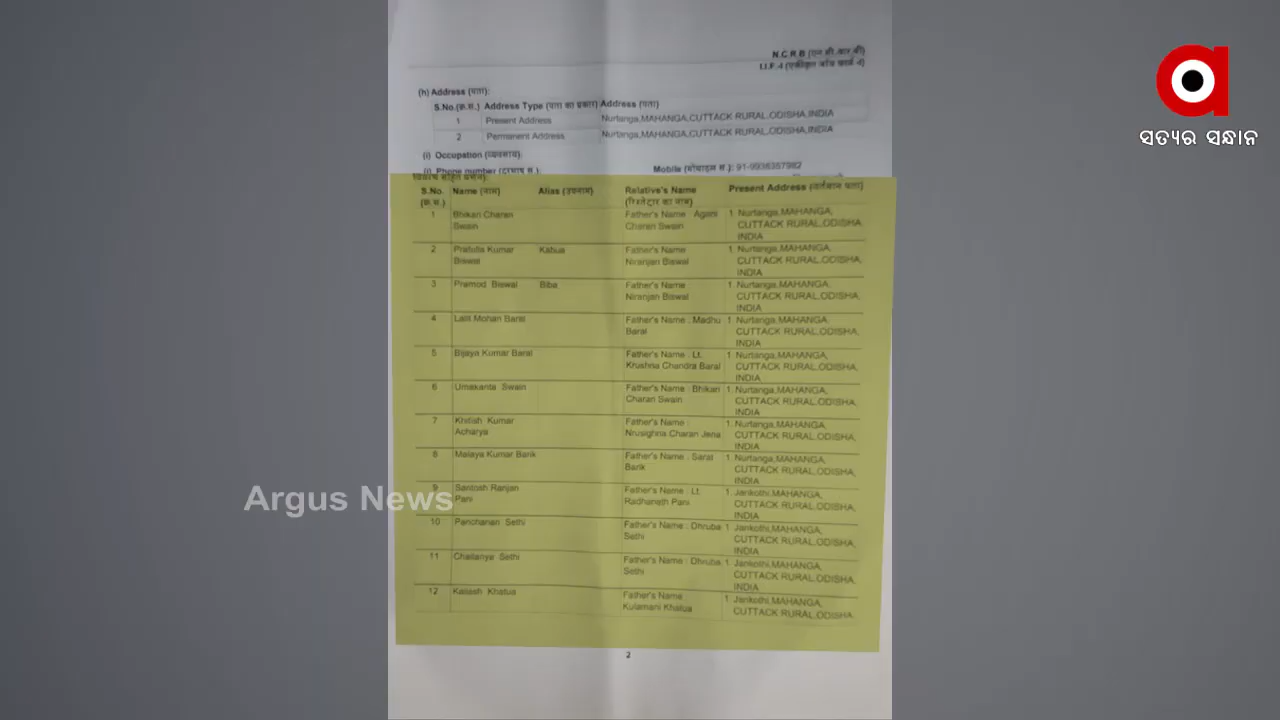 N.C.R.B (एन.सी.आर.बी)
I.I.F.-I (एकीकृत जाँच फार्म -I)
(h) Address (पता):
S.No.(क्र.सं.) Address Type (पता का प्रकार) Address (पता)
1 Present Address Nurtanga,MAHANGA,CUTTACK RURAL,ODISHA,INDIA
2 Permanent Address Nurtanga,MAHANGA,CUTTACK RURAL,ODISHA,INDIA
(i) Occupation (व्यवसाय):
(j) Phone number (दूरभाष सं.): Mobile (मोबाइल सं.):
S.No. Name (नाम) Alias (उपनाम) Relative's Name Present Address (वर्तमान पता)
(क्र.सं.) (रिश्तेदार का नाम)
1 Bhikari Charan Father's Name : Agani 1. Nurtanga,MAHANGA,
Swain Charan Swain CUTTACK RURAL,ODISHA,
INDIA
2 Prafulla Kumar Kabua Father's Name 1. Nurtanga,MAHANGA,
Biswal Niranjan Biswal CUTTACK RURAL,ODISHA,
INDIA
3 Pramod Biswal Biba Father's Name 1. Nurtanga,MAHANGA,
Niranjan Biswal CUTTACK RURAL,ODISHA,
INDIA
4 Lalit Mohan Baral Father's Name : Madhu 1. Nurtanga,MAHANGA,
Baral CUTTACK RURAL,ODISHA,
INDIA
5 Bijaya Kumar Baral Father's Name : Lt. 1. Nurtanga,MAHANGA,
Krushna Chandra Baral CUTTACK RURAL,ODISHA,
INDIA
6 Umakanta Swain Father's Name : Bhikari 1. Nurtanga,MAHANGA,
Charan Swain CUTTACK RURAL,ODISHA,
INDIA
7 Khitish Kumar Father's Name : 1. Nurtanga,MAHANGA,
Acharya Nrusighna Charan Jena CUTTACK RURAL,ODISHA,
INDIA
8 Malaya Kumar Barik Father's Name : Sarat 1. Nurtanga,MAHANGA,
Barik CUTTACK RURAL,ODISHA,
INDIA
9 Santosh Ranjan Father's Name : Lt. 1. Jankothi,MAHANGA,
Pani Radhanath Pani CUTTACK RURAL,ODISHA,
INDIA
10 Panchanan Sethi Father's Name : Dhruba 1. Jankothi,MAHANGA,
Sethi CUTTACK RURAL,ODISHA,
INDIA
11 Chaitanya Sethi Father's Name : Dhruba 1. Jankothi,MAHANGA,
Sethi CUTTACK RURAL,ODISHA,
INDIA
12 Kailash Khatua Father's Name 1. Jankothi,MAHANGA,
Kulamani Khatua CUTTACK RURAL,ODISHA,
2
Argus News
a
ସତ୍ୟର ସନ୍ଧାନ